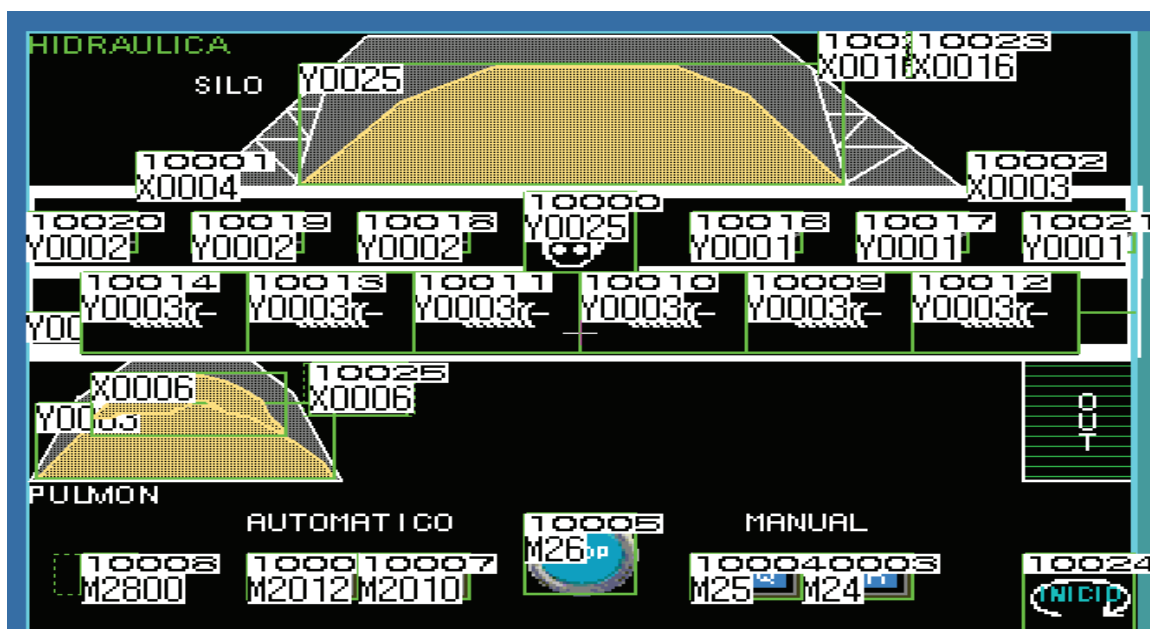 HIDRAULICA
10023
X0016
SILO
Y0025
10001
X0004
10002
X0003
10020
Y0002
10019
Y0002
10018
Y0002
10000
Y0025
10016
Y0001
10017
Y0001
10021
Y0001
10014
Y0003
10013
Y0003
10011
Y0003
10010
Y0003
10009
Y0003
10012
Y0003
10025
X0006
X0006
OUT
PULMON
AUTOMATICO
MANUAL
10005
M26
10008
M2800
M2012
10007
M2010
10004
M25
M24
10024
INICIO